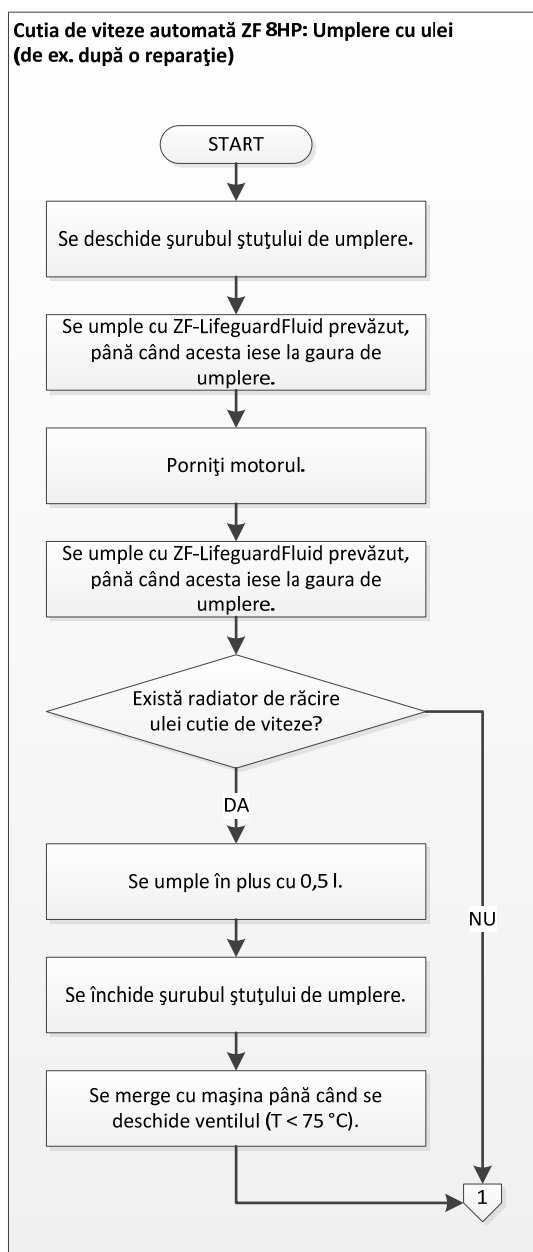 Cutia de viteze automată ZF 8HP: Umplere cu ulei
(de ex. după o reparaţie)
START
Se deschide şurubul ştuţului de umplere.
Se umple cu ZF-LifeguardFluid prevăzut,
până când acesta iese la gaura de
umplere.
Porniţi motorul.
Se umple cu ZF-LifeguardFluid prevăzut,
până când acesta iese la gaura de
umplere.
Există radiator de răcire
ulei cutie de viteze?
DA
Se umple în plus cu 0,5 l.
NU
Se închide şurubul ştuţului de umplere.
Se merge cu maşina până când se
deschide ventilul (T < 75 °C).
1